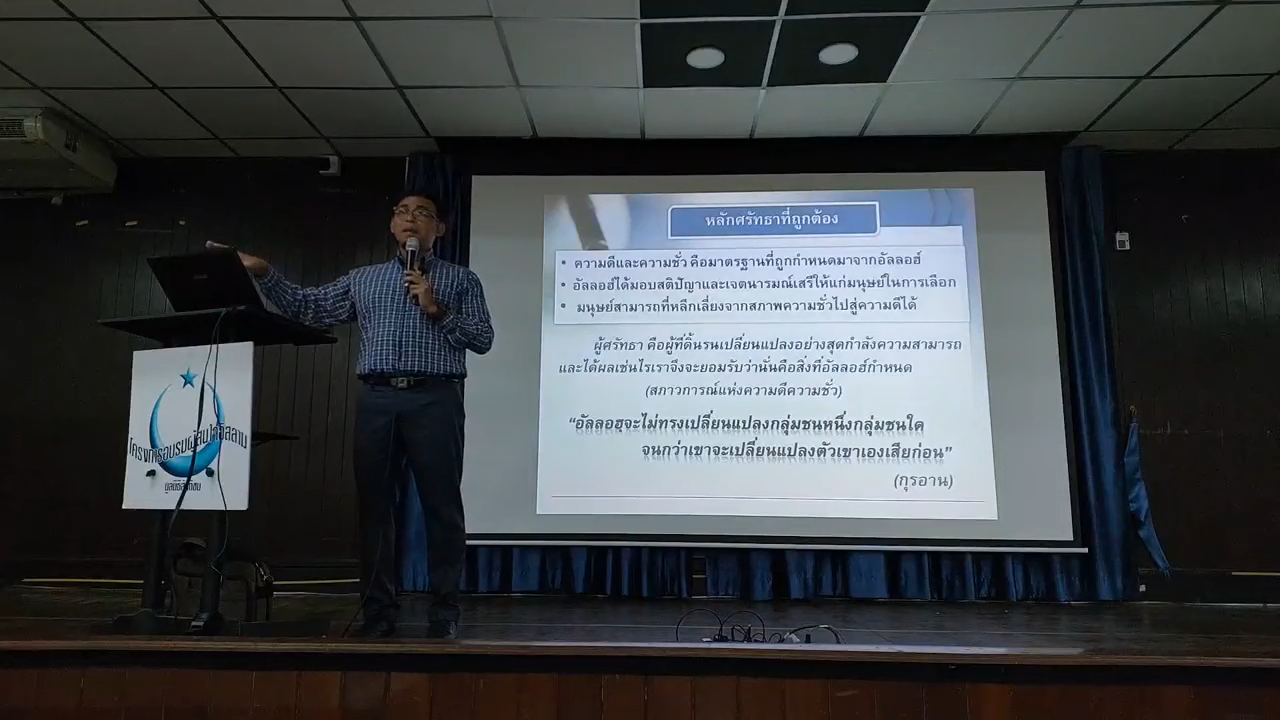 หลักศรัทธาที่ถูกต้อง
• ความดีและความชั่ว คือมาตรฐานที่ถูกกำหนดมาจากอัลลอฮ์
• อัลลอฮ์ได้มอบสติปัญาและเจตนารมณ์เสรีให้แก่มนุษย์ในการเลือก
• มนุษย์สามารถที่หลีกเลี่ยงจากสภาพความชั่วไปสู่ความดีได้
ผู้ศรัทธา คือผู้ที่ดิ้นรนเปลี่ยนแปลงอย่างสุดกำลังความสามารถ
และได้ผลเช่นไรเราจึงจะยอมรับว่านั่นคือสิ่งที่อัลลอฮ์กำหนด
(สภาวการณ์แห่งความดีความชั่ว)
“อัลลอฮจะไม่ทรงเปลี่ยนแปลงกลุ่มชนหนึ่งกลุ่มชนใด
จนกว่าเขาจะเปลี่ยนแปลงตัวเขาเองเสียก่อน”
(กุรอาน)
โครงการอบรมผู้สนใจอิสลาม
มูลนิธิสันติชน